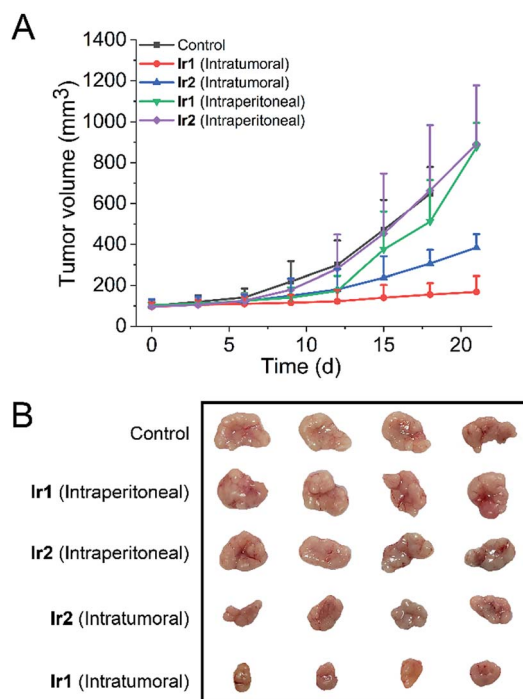 A
1400
1200
1000
800
600
400
200
0
Tumor volume (mm³)
Control
Ir1 (Intratumoral)
Ir2 (Intratumoral)
Ir1 (Intraperitoneal)
Ir2 (Intraperitoneal)
0 5 10 15 20
Time (d)
B
Control
Ir1 (Intraperitoneal)
Ir2 (Intraperitoneal)
Ir2 (Intratumoral)
Ir1 (Intratumoral)